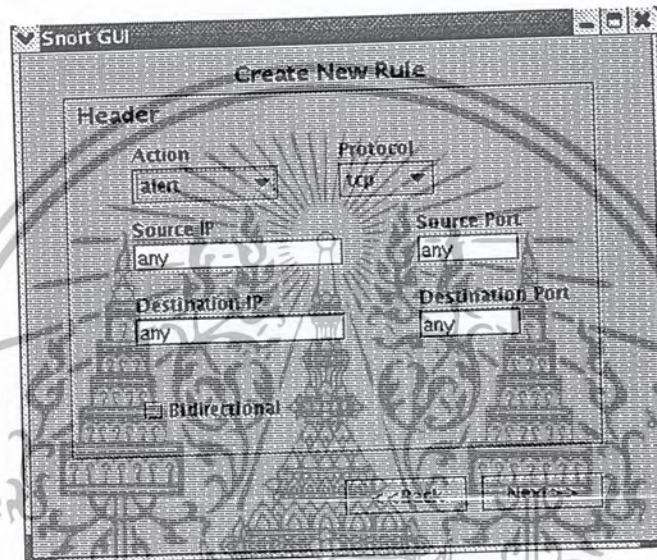 Snort GUI
Create New Rule
Header
Action Protocol
alert tcp
Source IP Source Port
any any
Destination IP Destination Port
any any
Bidirectional
<<Back Next>>